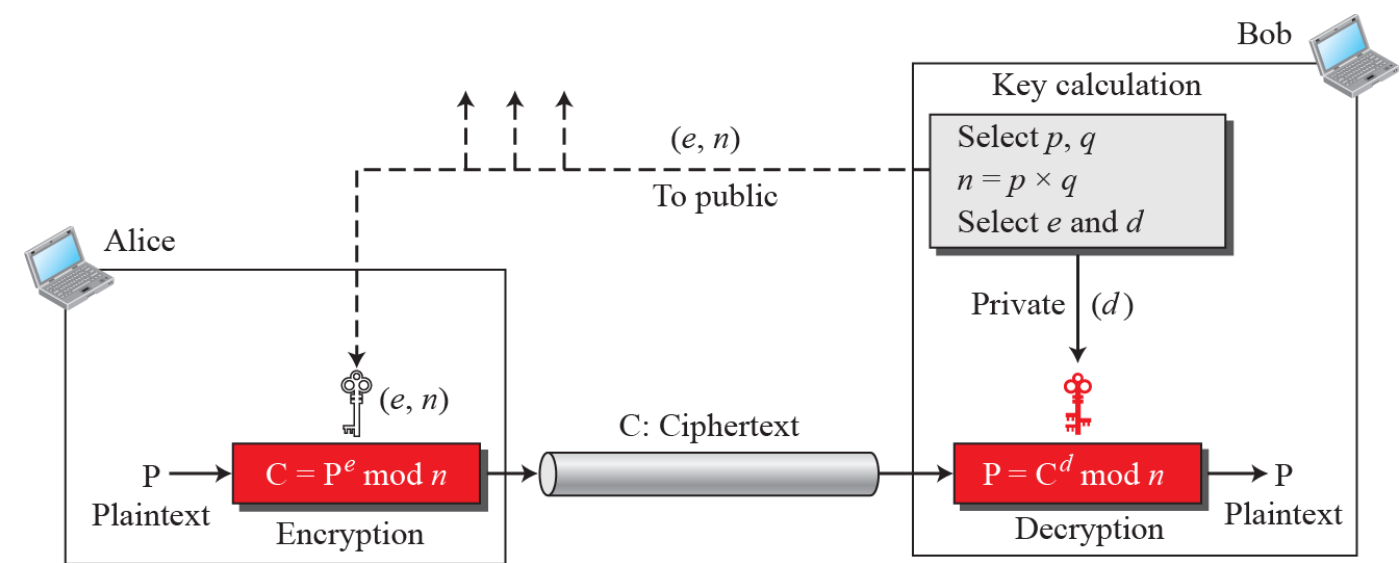 Bob
Key calculation
Select p, q
n = p × q
Select e and d
(e, n)
To public
Alice
Private (d)
(e, n)
C: Ciphertext
P
Plaintext
C = P^e mod n
Encryption
P = C^d mod n
Decryption
P
Plaintext